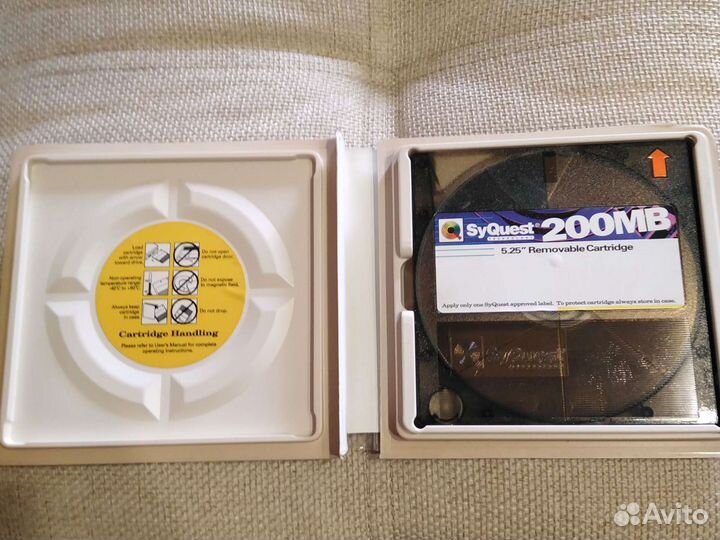 Load
cartridge
with arrow
toward drive.
Do not open
cartridge door.
Non-operating
temperature range:
Do not expose
to magnetic field.
Always keep
cartridge
in case.
Do not drop.
Cartridge Handling
Please refer to User's Manual for complete
operating instructions.
SyQuest 200MB
5.25" Removable Cartridge
Apply only one SyQuest approved label. To protect cartridge always store in case.
SyQuest
Avito